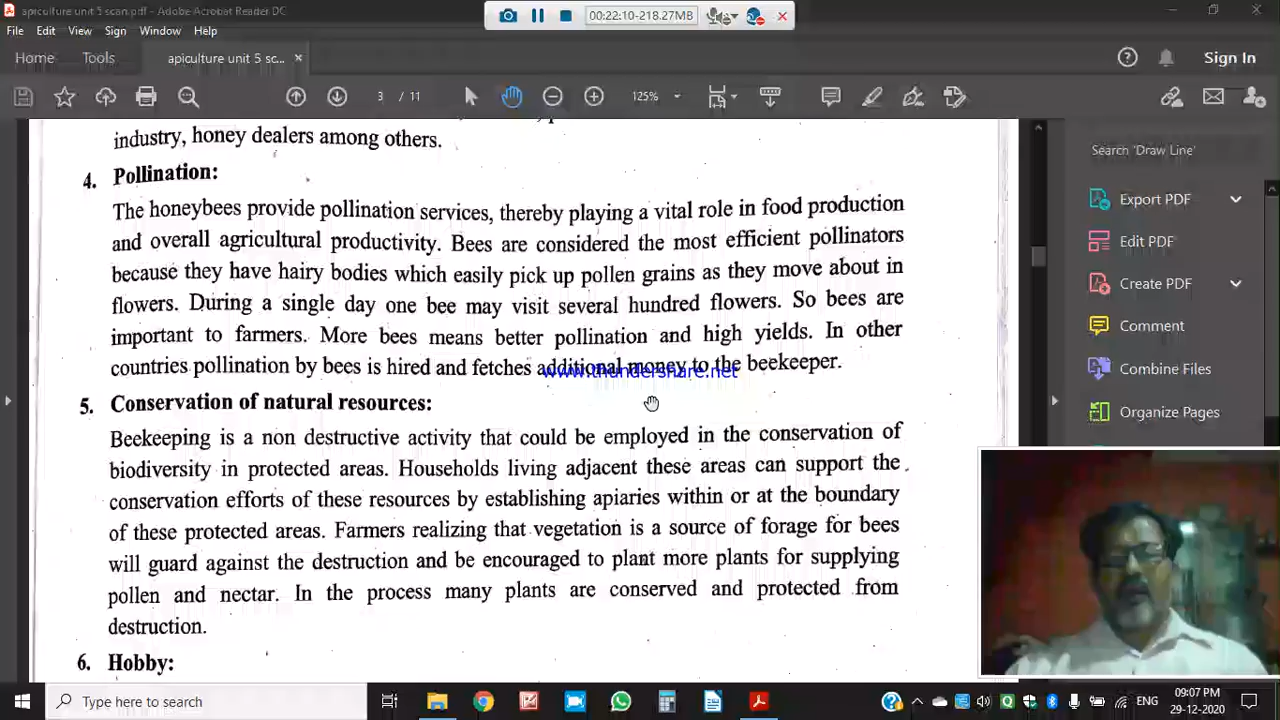 apiculture unit 5 scan.pdf - Adobe Acrobat Reader DC
00:22:10-218.27MB
File Edit View Sign Window Help
Home Tools apiculture unit 5 sc... Sign In
3 / 11 125%
industry, honey dealers among others.
4. Pollination:
The honeybees provide pollination services, thereby playing a vital role in food production
and overall agricultural productivity. Bees are considered the most efficient pollinators
because they have hairy bodies which easily pick up pollen grains as they move about in
flowers. During a single day one bee may visit several hundred flowers. So bees are
important to farmers. More bees means better pollination and high yields. In other
countries pollination by bees is hired and fetches additional money to the beekeeper.
www.thundershare.net
5. Conservation of natural resources:
Beekeeping is a non destructive activity that could be employed in the conservation of
biodiversity in protected areas. Households living adjacent these areas can support the
conservation efforts of these resources by establishing apiaries within or at the boundary
of these protected areas. Farmers realizing that vegetation is a source of forage for bees
will guard against the destruction and be encouraged to plant more plants for supplying
pollen and nectar. In the process many plants are conserved and protected from
destruction.
6. Hobby:
Search 'Draw Line'
Export PDF
Edit PDF
Create PDF
Comment
Combine Files
Organize Pages
Type here to search
ENG
09:07 PM
29-12-2020